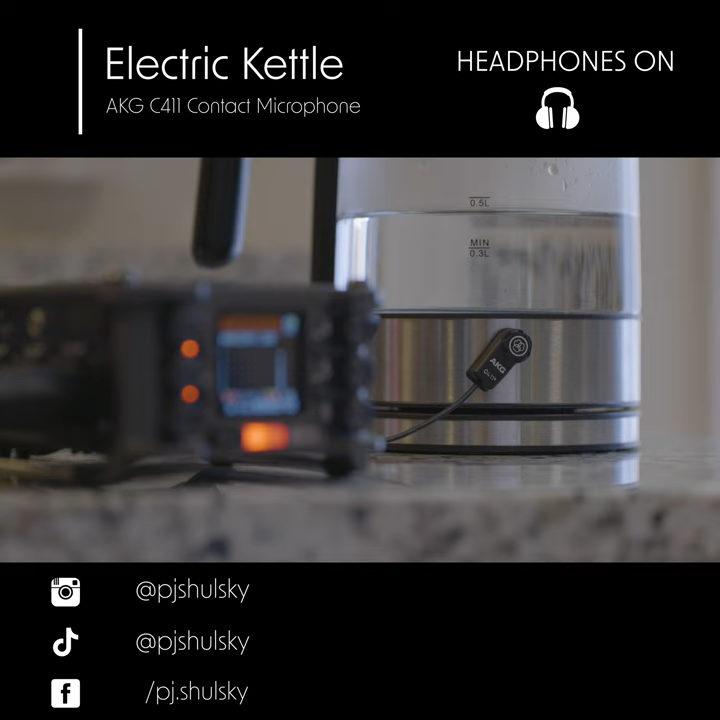 Electric Kettle
AKG C411 Contact Microphone
HEADPHONES ON
0.5L
MIN
0.3L
AKG
@pjshulsky
@pjshulsky
/pj.shulsky